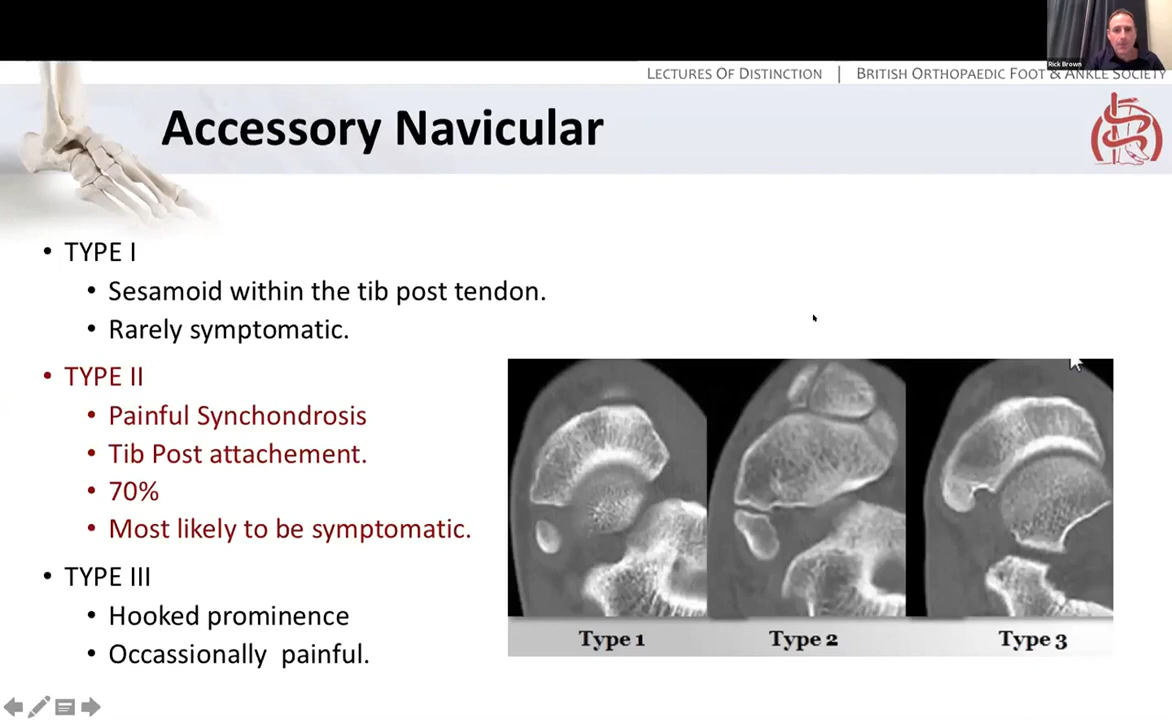 Rick Brown
LECTURES OF DISTINCTION | BRITISH ORTHOPAEDIC FOOT & ANKLE SOCIETY
Accessory Navicular
• TYPE I
• Sesamoid within the tib post tendon.
• Rarely symptomatic.
• TYPE II
• Painful Synchondrosis
• Tib Post attachement.
• 70%
• Most likely to be symptomatic.
• TYPE III
• Hooked prominence
• Occassionally painful.
Type 1 Type 2 Type 3